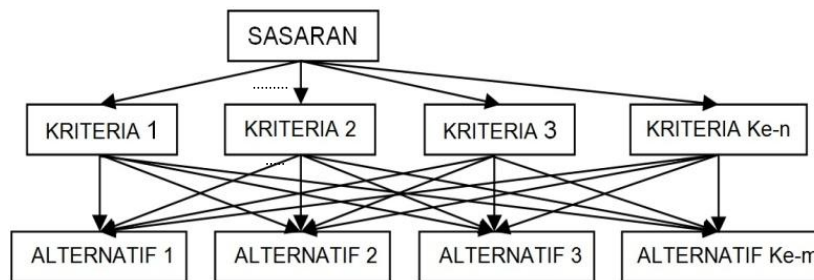 SASARAN
KRITERIA 1
KRITERIA 2
KRITERIA 3
KRITERIA Ke-n
ALTERNATIF 1
ALTERNATIF 2
ALTERNATIF 3
ALTERNATIF Ke-m